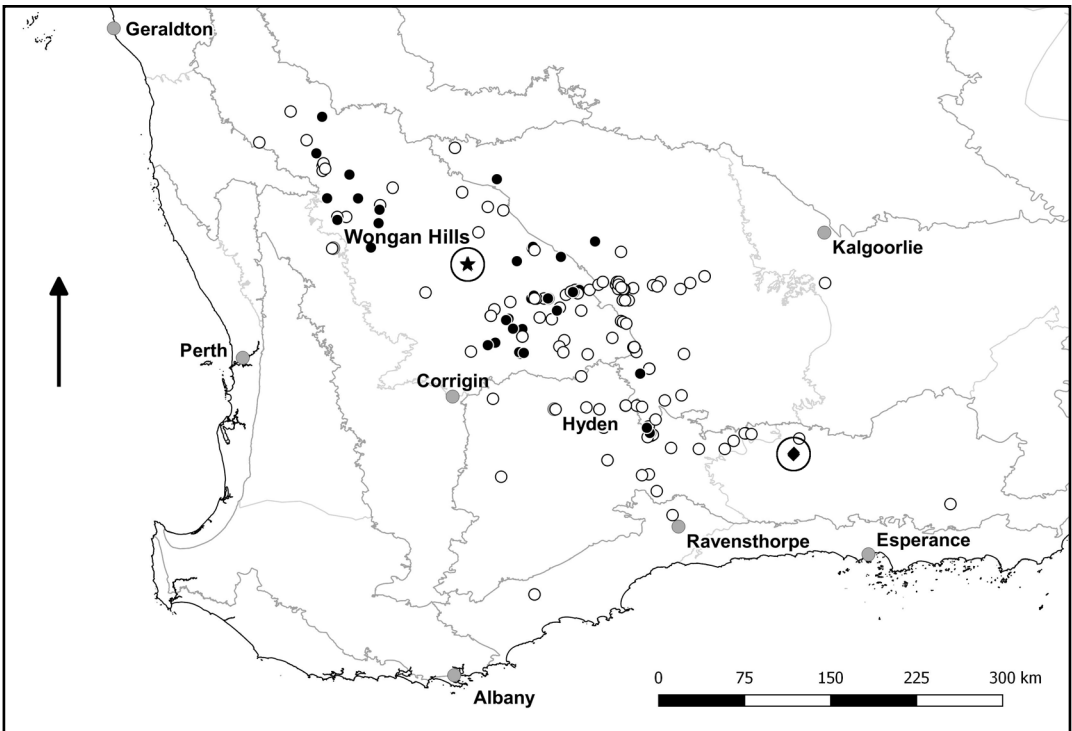 Geraldton
Wongan Hills
Kalgoorlie
Perth
Corrigin
Hyden
Ravensthorpe
Esperance
Albany
0 75 150 225 300 km